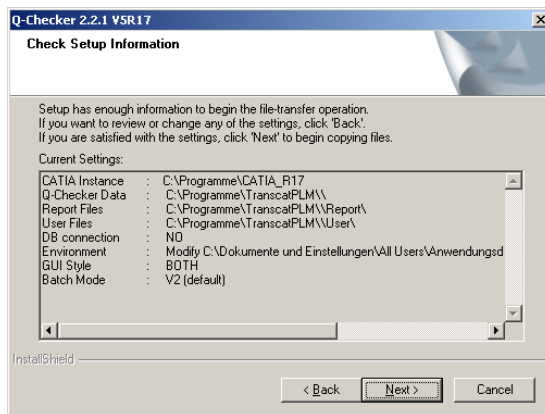 Q-Checker 2.2.1 V5R17
Check Setup Information
Setup has enough information to begin the file-transfer operation.
If you want to review or change any of the settings, click 'Back'.
If you are satisfied with the settings, click 'Next' to begin copying files.
Current Settings:
CATIA Instance : C:\Programme\CATIA_R17
Q-Checker Data : C:\Programme\TranscatPLM\\
Report Files : C:\Programme\TranscatPLM\\Report\
User Files : C:\Programme\TranscatPLM\\User\
DB connection : NO
Environment : Modify C:\Dokumente und Einstellungen\All Users\Anwendungsd
GUI Style : BOTH
Batch Mode : V2 (default)
InstallShield
< Back Next > Cancel